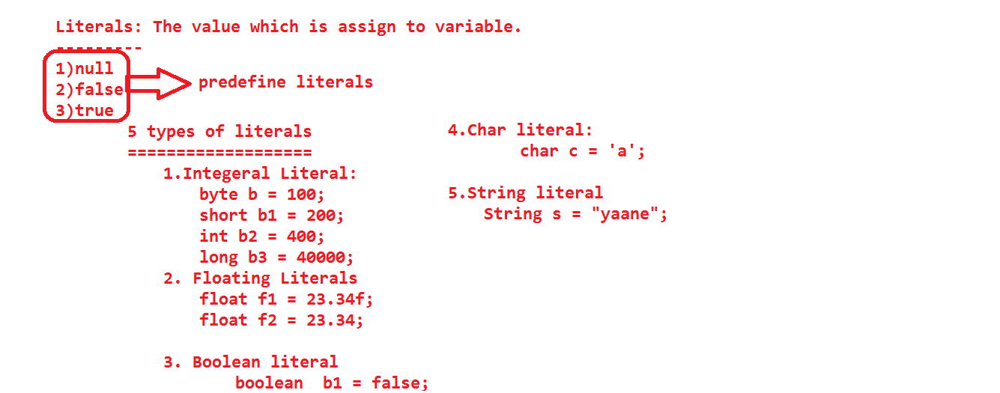 Literals: The value which is assign to variable.
---------
1)null
2)false
3)true
predefine literals
5 types of literals
===================
1.Integeral Literal:
byte b = 100;
short b1 = 200;
int b2 = 400;
long b3 = 40000;
2. Floating Literals
float f1 = 23.34f;
float f2 = 23.34;
3. Boolean literal
boolean  b1 = false;
4.Char literal:
char c = 'a';
5.String literal
String s = "yaane";